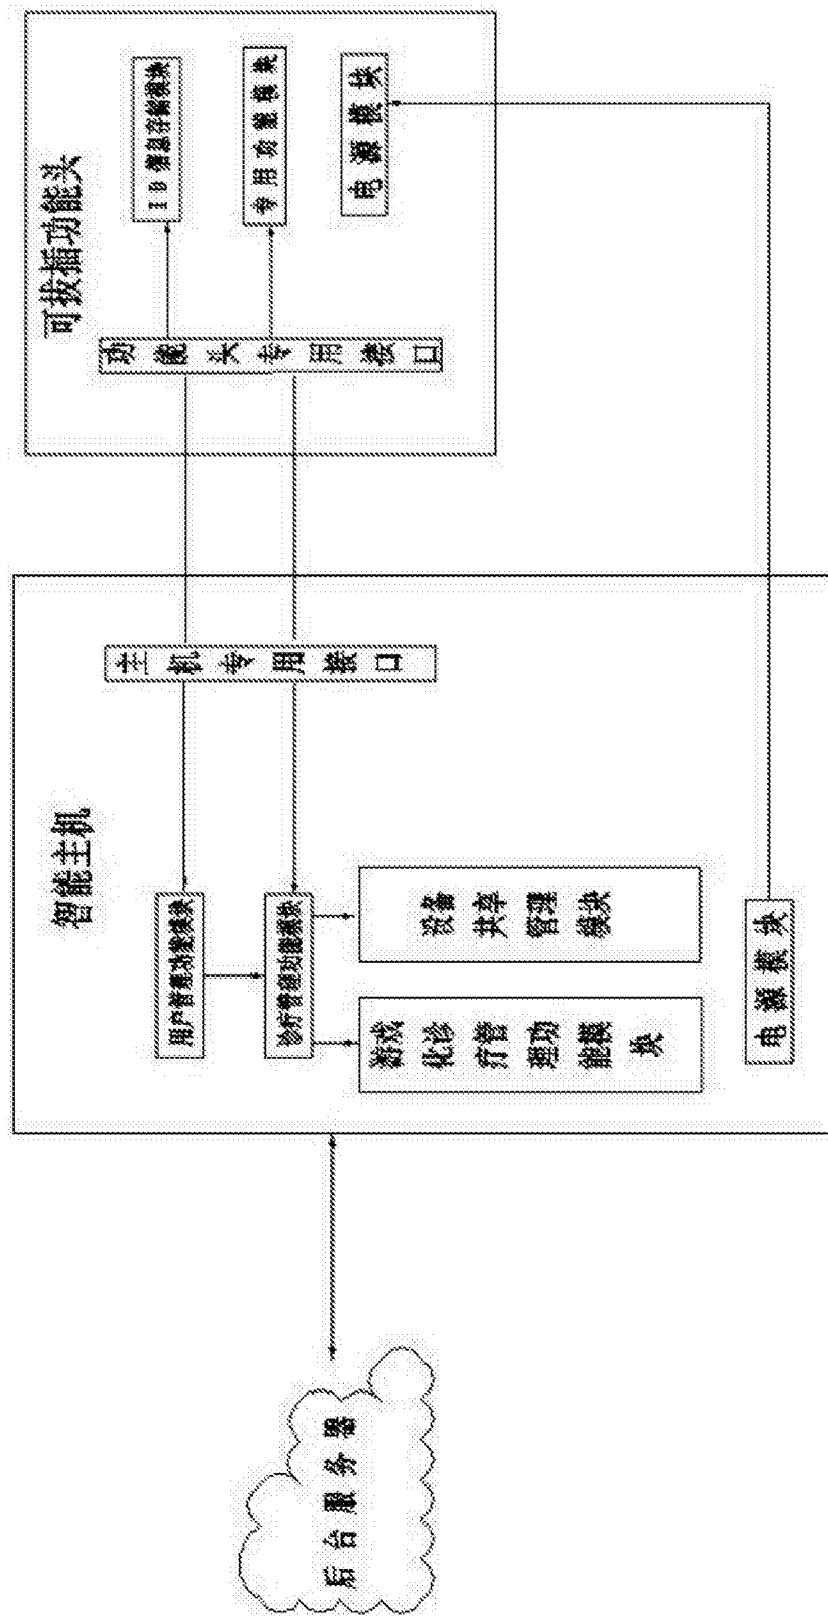 可拔插功能头
ID信息存储模块
专用功能模块
电源模块
功能头专用接口
智能主机
主机专用接口
用户管理功能模块
诊疗管理功能模块
设备
共享
管理
模块
游戏
化诊
疗管
理功
能模
块
电源模块
后台服务器